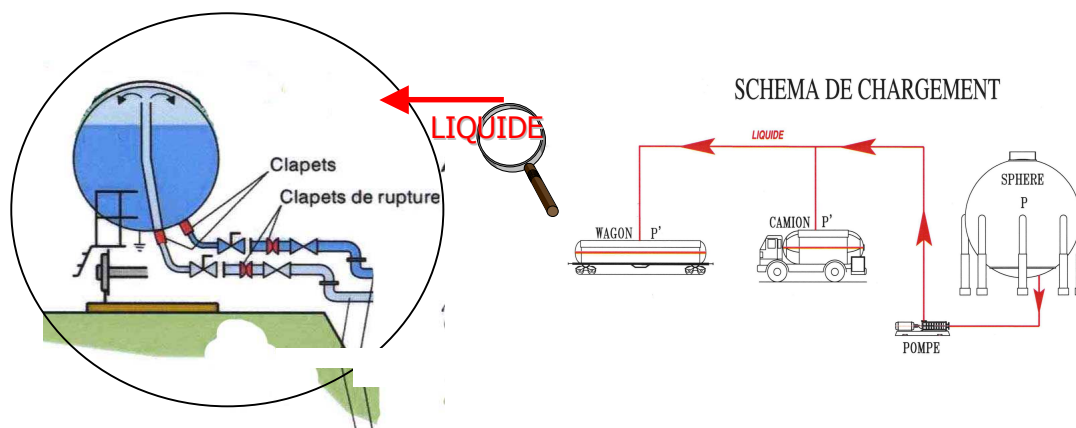 LIQUIDE
Clapets
Clapets de rupture
SCHEMA DE CHARGEMENT
LIQUIDE
SPHERE
P
WAGON P'
CAMION P'
POMPE